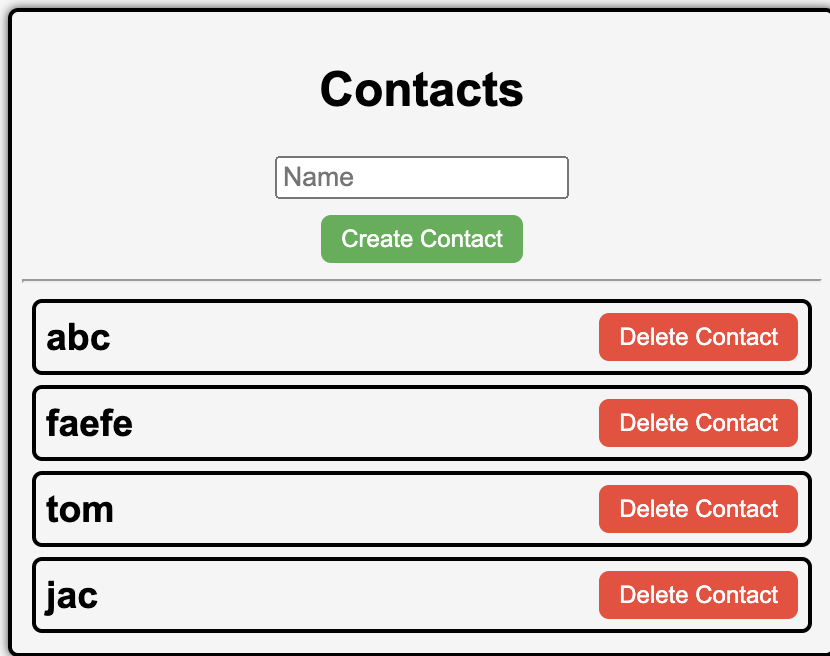 Contacts
Name
Create Contact
abc Delete Contact
faefe Delete Contact
tom Delete Contact
jac Delete Contact